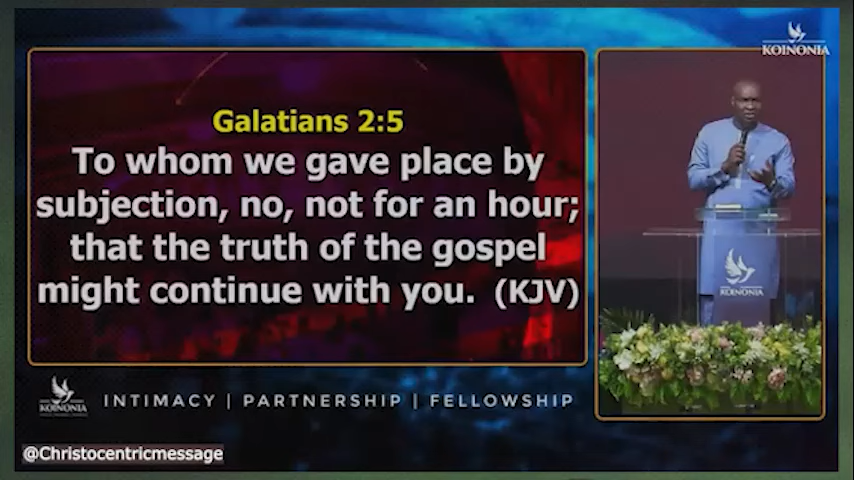 KOINONIA
Galatians 2:5
To whom we gave place by
subjection, no, not for an hour;
that the truth of the gospel
might continue with you. (KJV)
KOINONIA
KOINONIA
INTIMACY | PARTNERSHIP | FELLOWSHIP
@Christocentricmessage